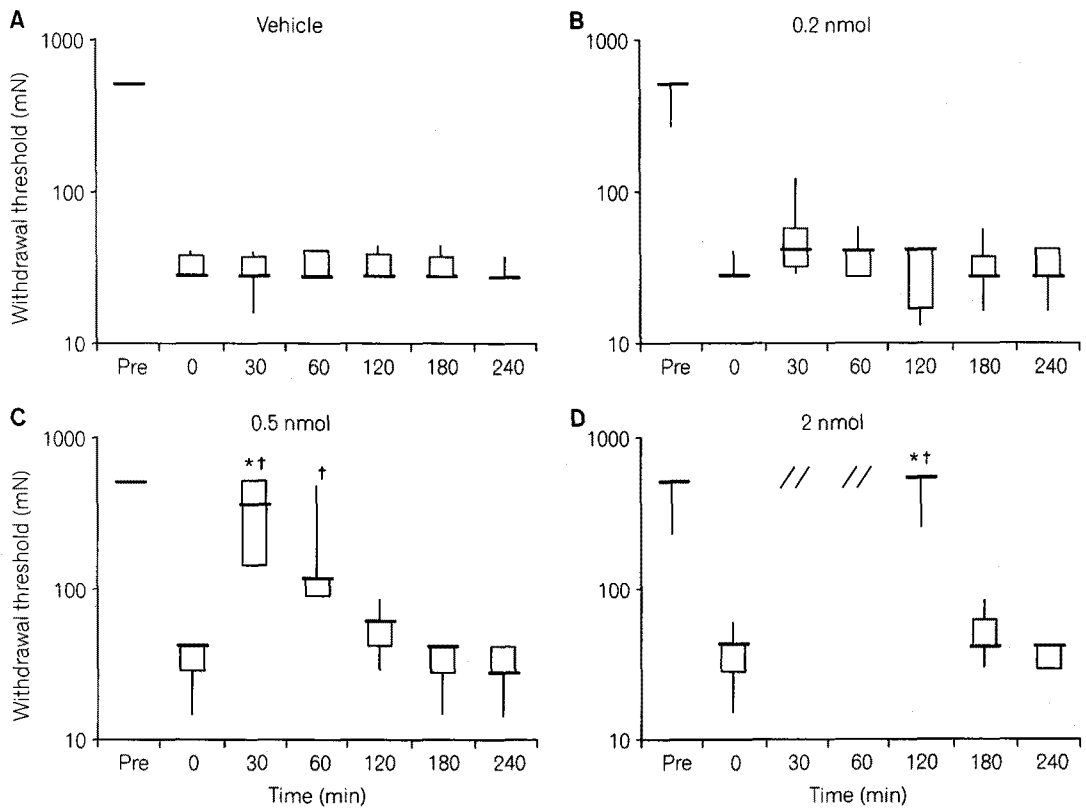 A
Vehicle
1000
100
10
Withdrawal threshold (mN)
Pre 0 30 60 120 180 240
B
0.2 nmol
1000
100
10
Pre 0 30 60 120 180 240
C
0.5 nmol
1000
100
10
Withdrawal threshold (mN)
*†
†
Pre 0 30 60 120 180 240
Time (min)
D
2 nmol
1000
100
10
// //
*†
Pre 0 30 60 120 180 240
Time (min)